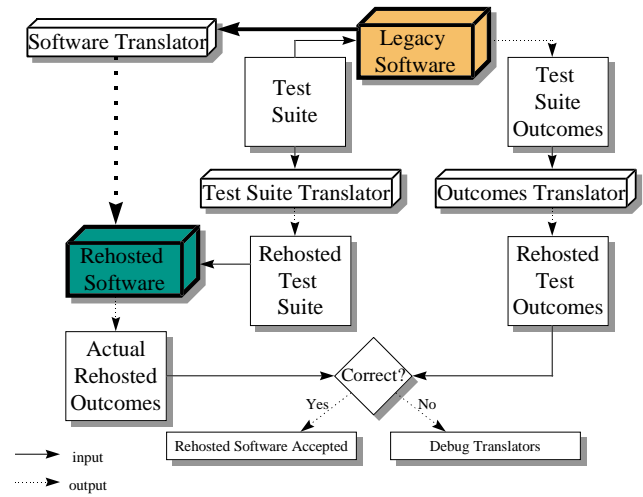 Software Translator
Legacy
Software
Test
Suite
Test
Suite
Outcomes
Test Suite Translator
Outcomes Translator
Rehosted
Software
Rehosted
Test
Suite
Rehosted
Test
Outcomes
Actual
Rehosted
Outcomes
Correct?
Yes
No
Rehosted Software Accepted
Debug Translators
input
output